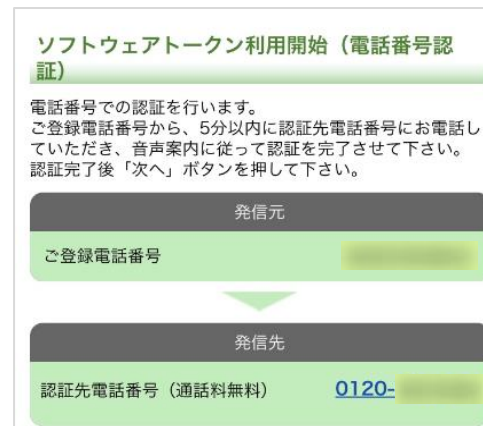 ソフトウェアトークン利用開始（電話番号認
証）
電話番号での認証を行います。
ご登録電話番号から、5分以内に認証先電話番号にお電話し
ていただき、音声案内に従って認証を完了させて下さい。
認証完了後「次へ」ボタンを押して下さい。
発信元
ご登録電話番号
発信先
認証先電話番号（通話料無料） 0120-